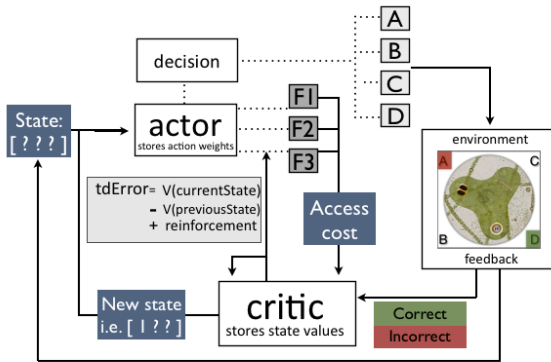 decision
A
B
C
D
State:
[ ? ? ? ]
actor
stores action weights
F1
F2
F3
tdError= V(currentState)
- V(previousState)
+ reinforcement
Access
cost
environment
A
C
B
D
feedback
New state
i.e. [ 1 ? ? ]
critic
stores state values
Correct
Incorrect